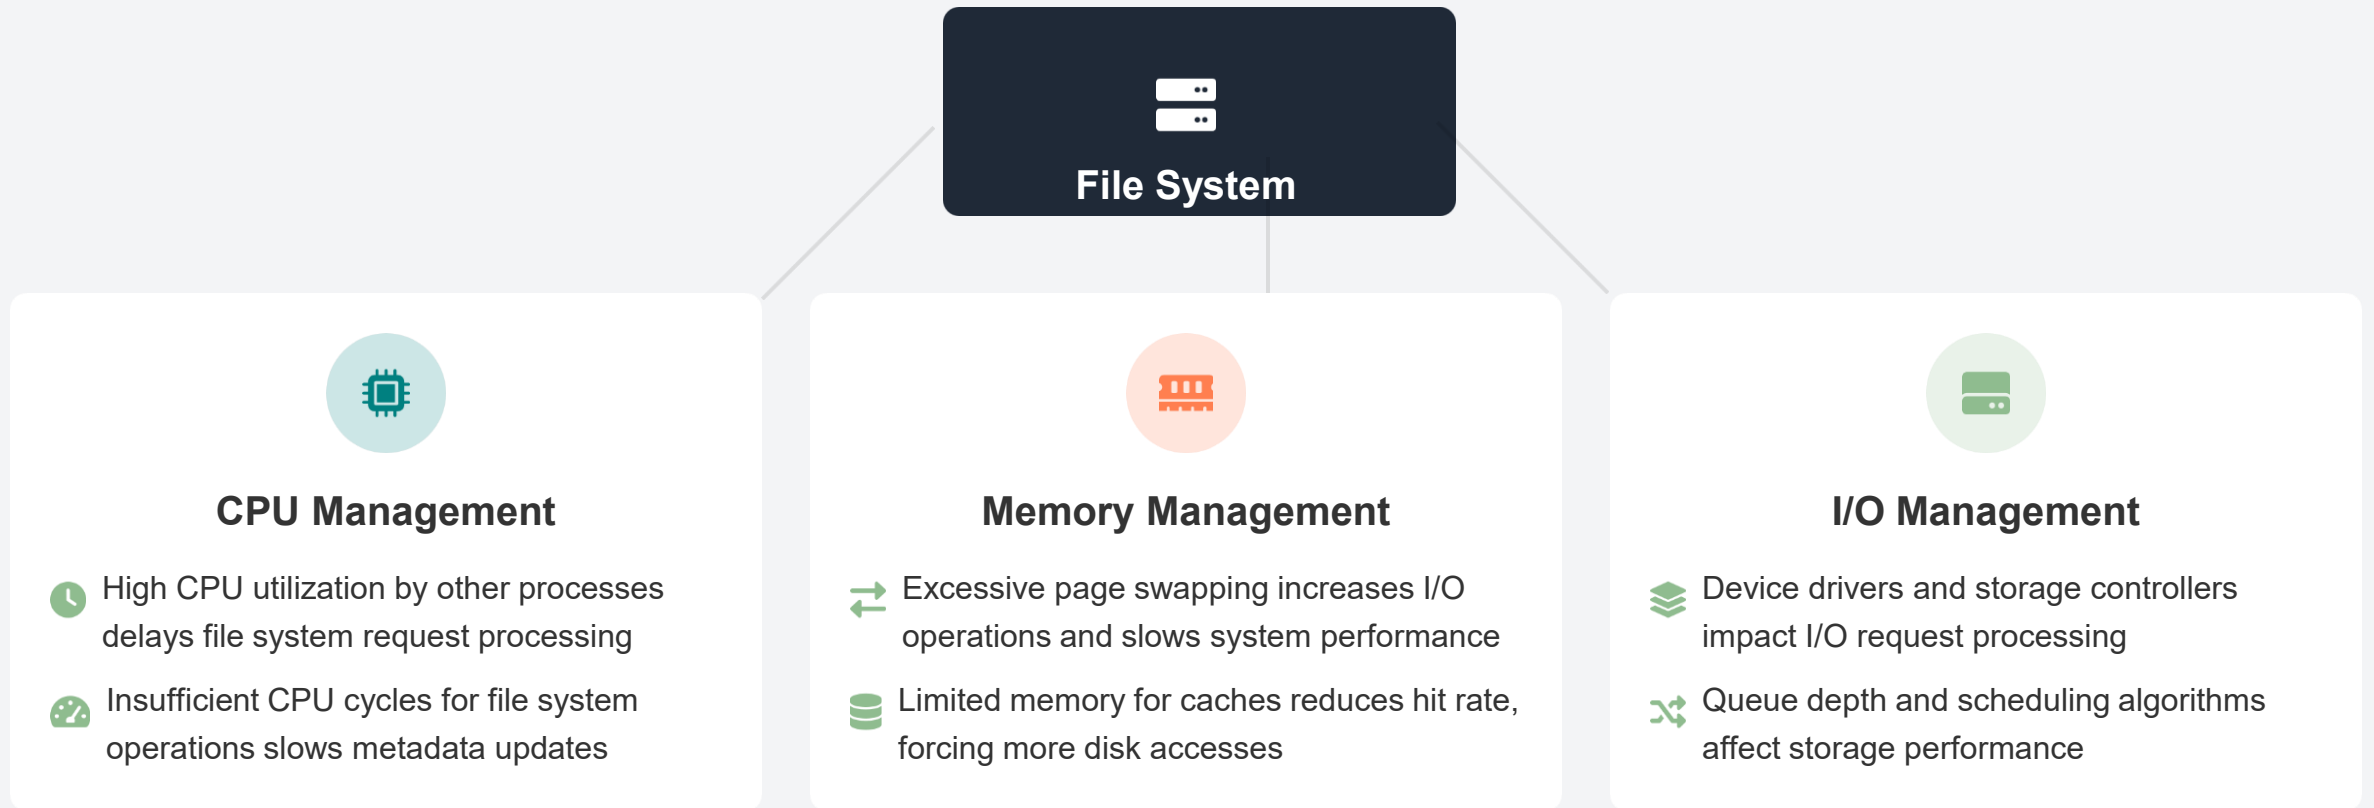 File System
CPU Management
High CPU utilization by other processes
delays file system request processing
Insufficient CPU cycles for file system
operations slows metadata updates
Memory Management
Excessive page swapping increases I/O
operations and slows system performance
Limited memory for caches reduces hit rate,
forcing more disk accesses
I/O Management
Device drivers and storage controllers
impact I/O request processing
Queue depth and scheduling algorithms
affect storage performance